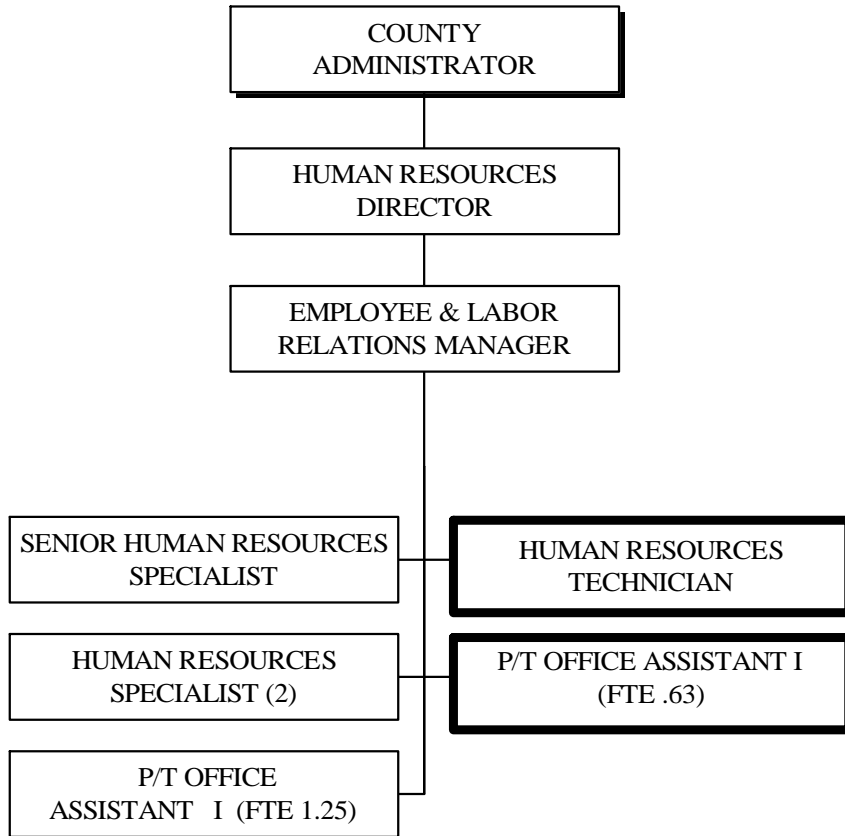 COUNTY
ADMINISTRATOR
HUMAN RESOURCES
DIRECTOR
EMPLOYEE & LABOR
RELATIONS MANAGER
SENIOR HUMAN RESOURCES
SPECIALIST
HUMAN RESOURCES
TECHNICIAN
HUMAN RESOURCES
SPECIALIST (2)
P/T OFFICE ASSISTANT I
(FTE .63)
P/T OFFICE
ASSISTANT I (FTE 1.25)